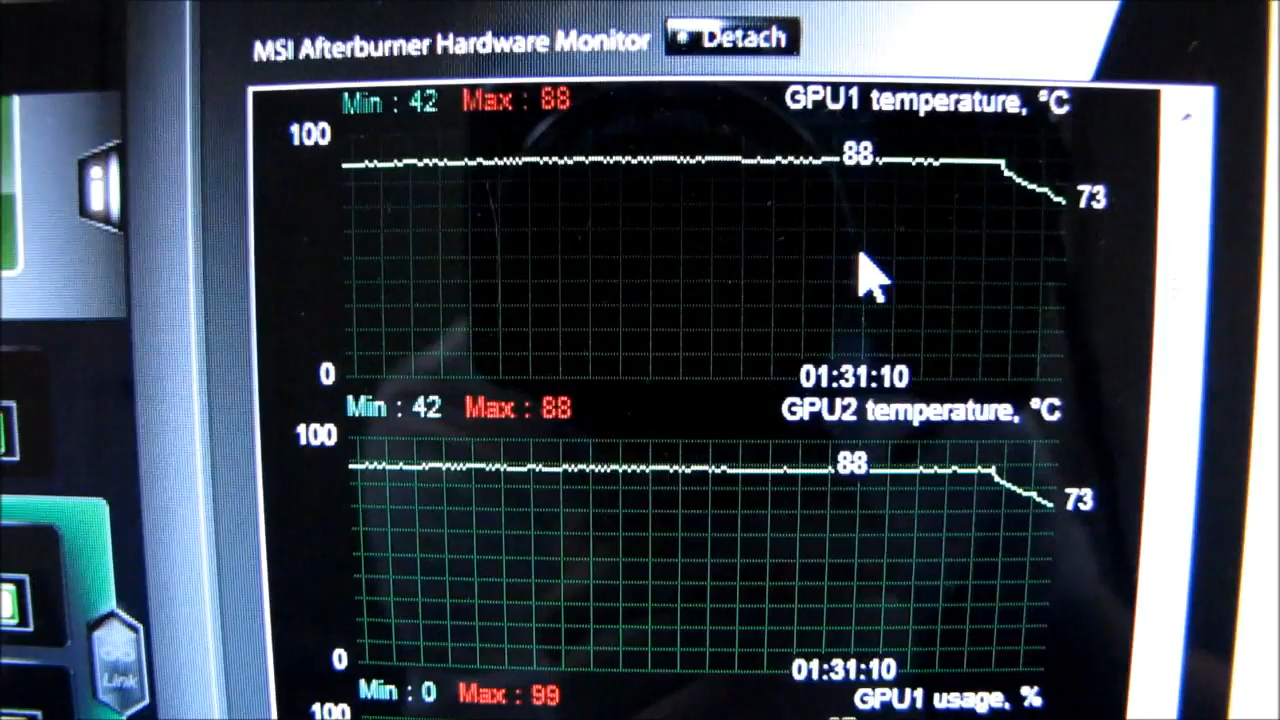 MSI Afterburner Hardware Monitor Detach
Min : 42 Max : 88 GPU1 temperature, °C
100
88
73
0
01:31:10
Min : 42 Max : 88 GPU2 temperature, °C
100
88
73
0
01:31:10
Min : 0 Max : 99 GPU1 usage, %
100
i
Link